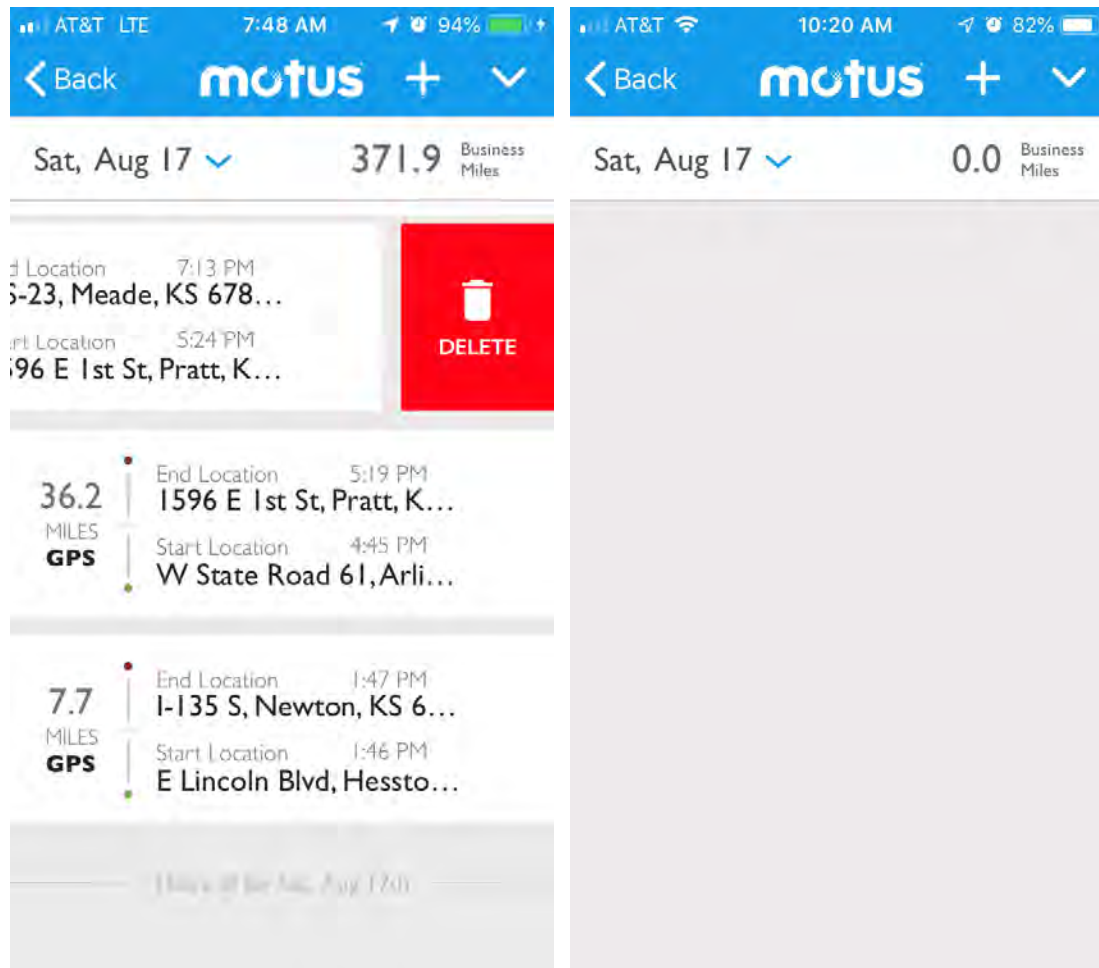 AT&T LTE 7:48 AM 94%
Back motus
Sat, Aug 17 371.9 Business Miles
d Location 7:13 PM
S-23, Meade, KS 678...
art Location 5:24 PM
596 E 1st St, Pratt, K...
DELETE
36.2 MILES GPS
End Location 5:19 PM
1596 E 1st St, Pratt, K...
Start Location 4:45 PM
W State Road 61, Arli...
7.7 MILES GPS
End Location 1:47 PM
I-135 S, Newton, KS 6...
Start Location 1:46 PM
E Lincoln Blvd, Hessto...
AT&T 10:20 AM 82%
Back motus
Sat, Aug 17 0.0 Business Miles